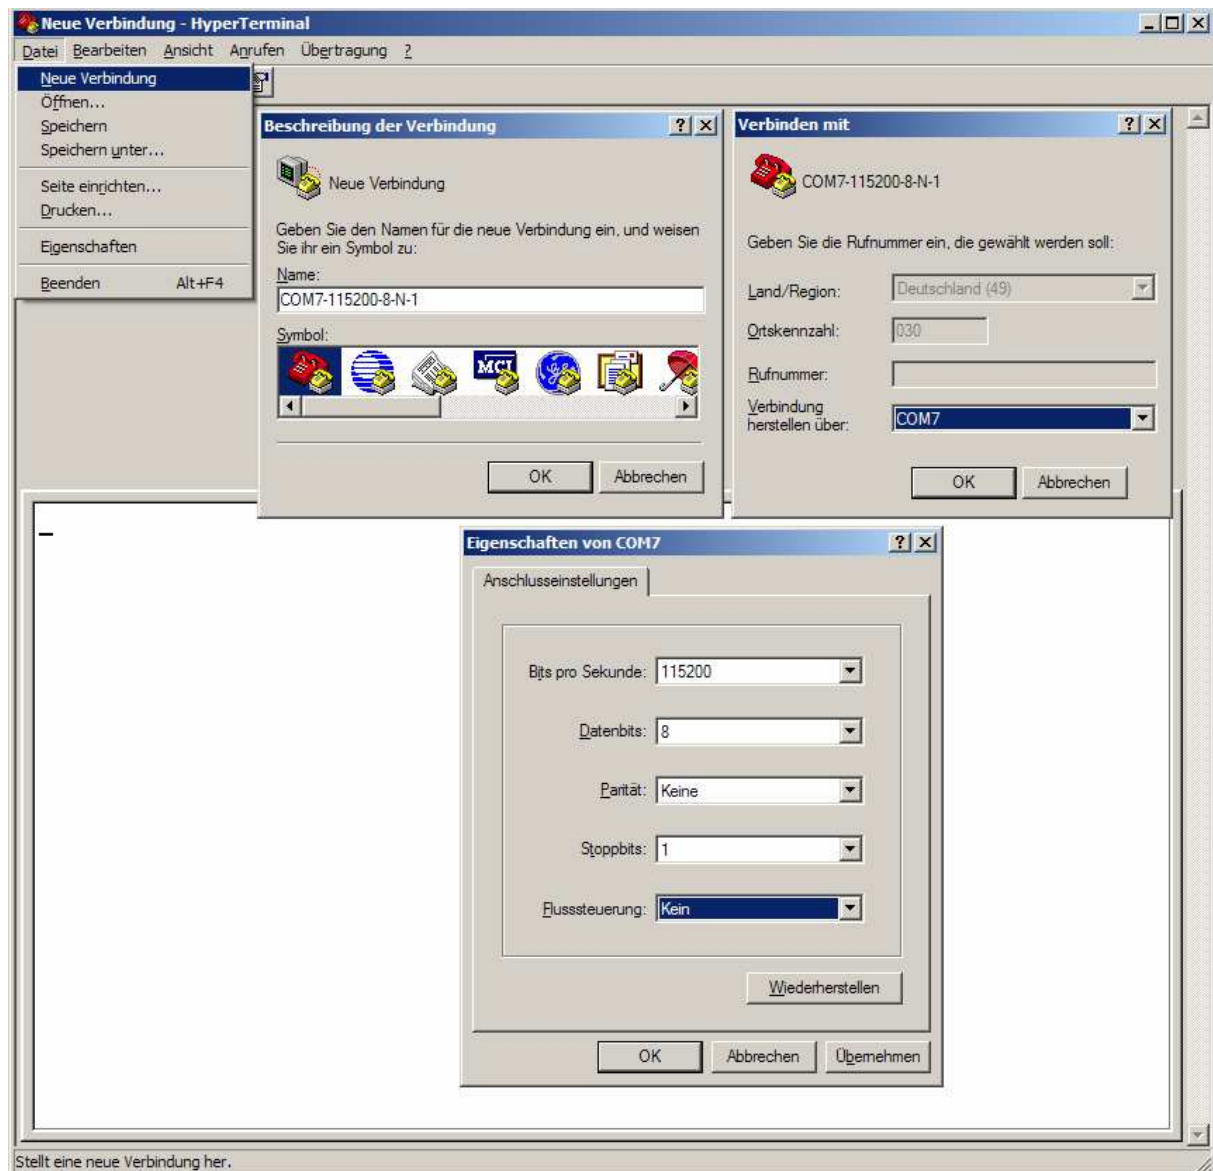 Neue Verbindung - HyperTerminal
Datei Bearbeiten Ansicht Anrufen Übertragung ?
Neue Verbindung
Öffnen...
Speichern
Speichern unter...
Seite einrichten...
Drucken...
Eigenschaften
Beenden Alt+F4
Beschreibung der Verbindung
Neue Verbindung
Geben Sie den Namen für die neue Verbindung ein, und weisen
Sie ihr ein Symbol zu:
Name:
COM7-115200-8-N-1
Symbol:
MCI
OK Abbrechen
Verbinden mit
COM7-115200-8-N-1
Geben Sie die Rufnummer ein, die gewählt werden soll:
Land/Region: Deutschland (49)
Ortskennzahl: 030
Rufnummer:
Verbindung
herstellen über: COM7
OK Abbrechen
Eigenschaften von COM7
Anschlusseinstellungen
Bits pro Sekunde: 115200
Datenbits: 8
Parität: Keine
Stoppbits: 1
Flusssteuerung: Kein
Wiederherstellen
OK Abbrechen Übernehmen
Stellt eine neue Verbindung her.